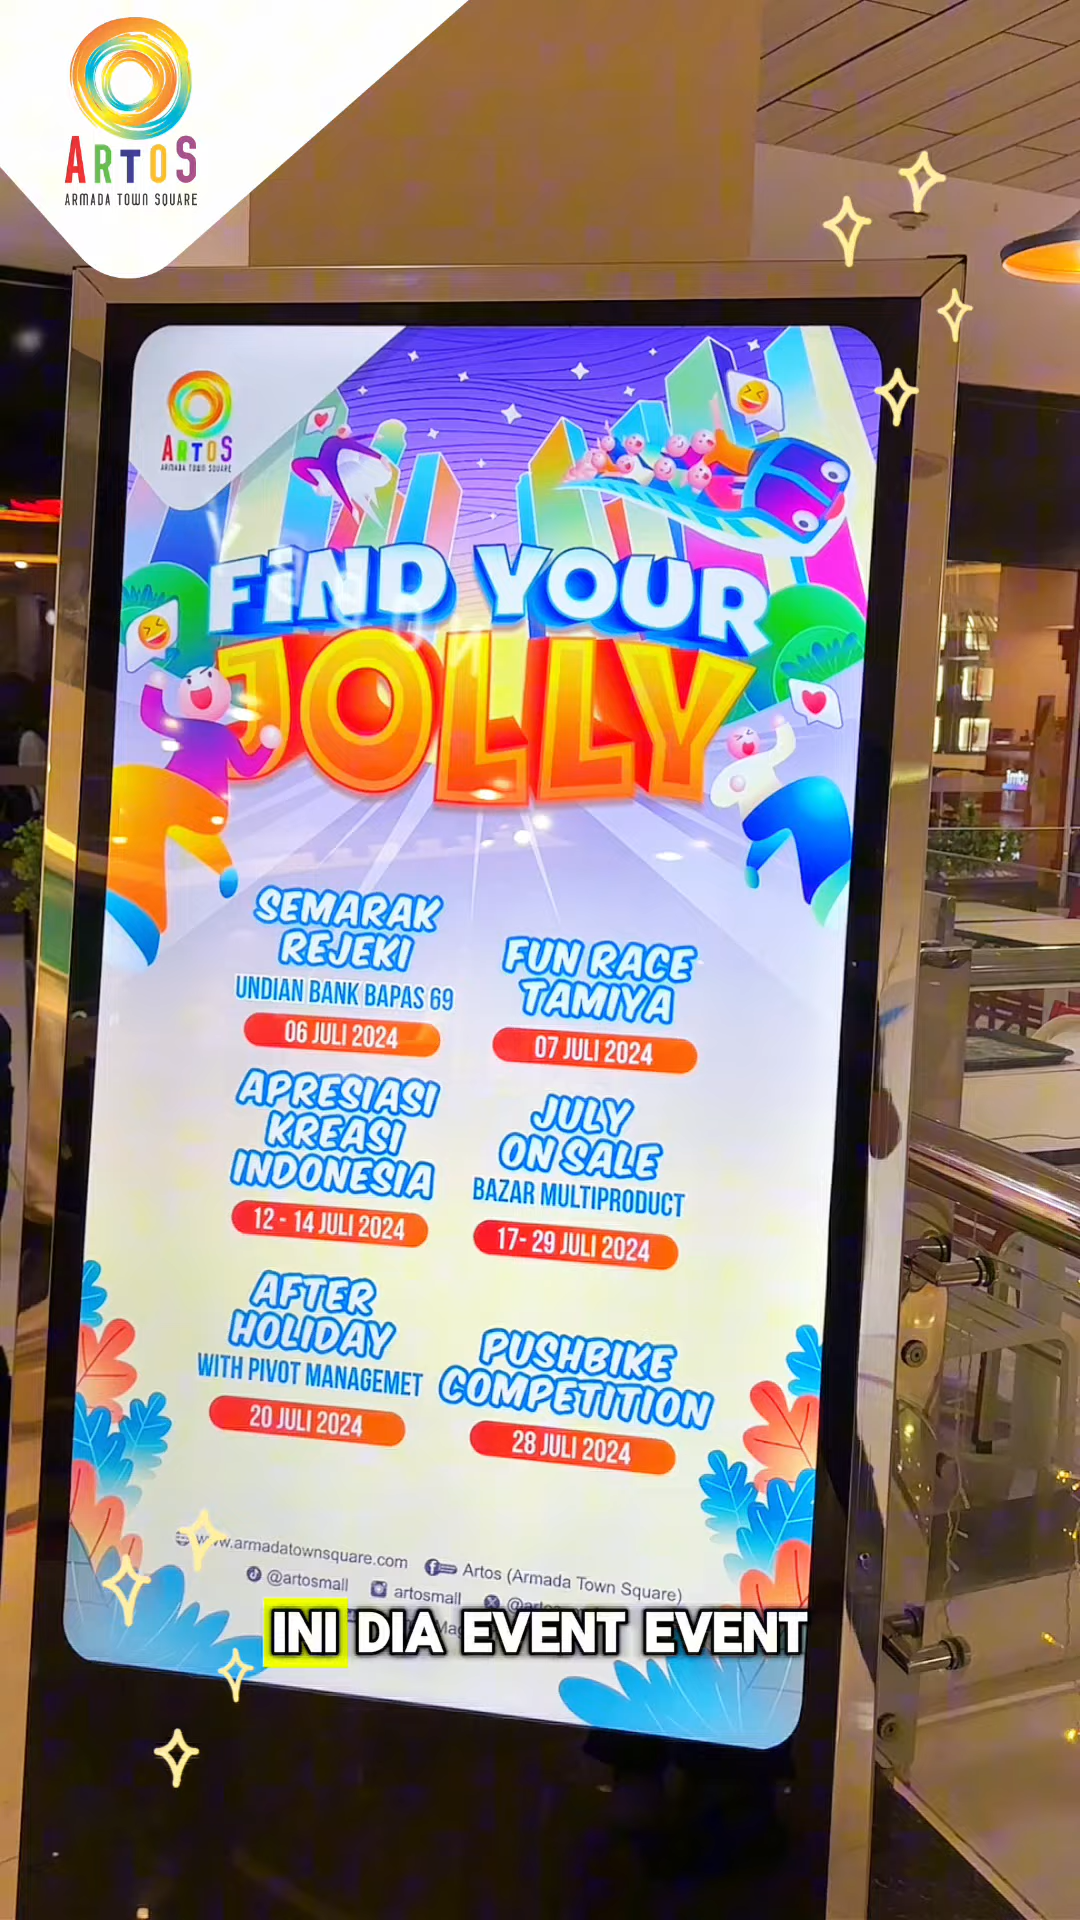 ARTOS
ARMADA TOWN SQUARE
ARTOS
ARMADA TOWN SQUARE
FIND YOUR
JOLLY
SEMARAK
REJEKI
UNDIAN BANK BAPAS 69
06 JULI 2024
FUN RACE
TAMIYA
07 JULI 2024
APRESIASI
KREASI
INDONESIA
12 - 14 JULI 2024
JULY
ON SALE
BAZAR MULTIPRODUCT
17- 29 JULI 2024
AFTER
HOLIDAY
WITH PIVOT MANAGEMET
20 JULI 2024
PUSHBIKE
COMPETITION
28 JULI 2024
www.armadatownsquare.com Artos (Armada Town Square)
@artosmall artosmall
INI DIA EVENT EVENT